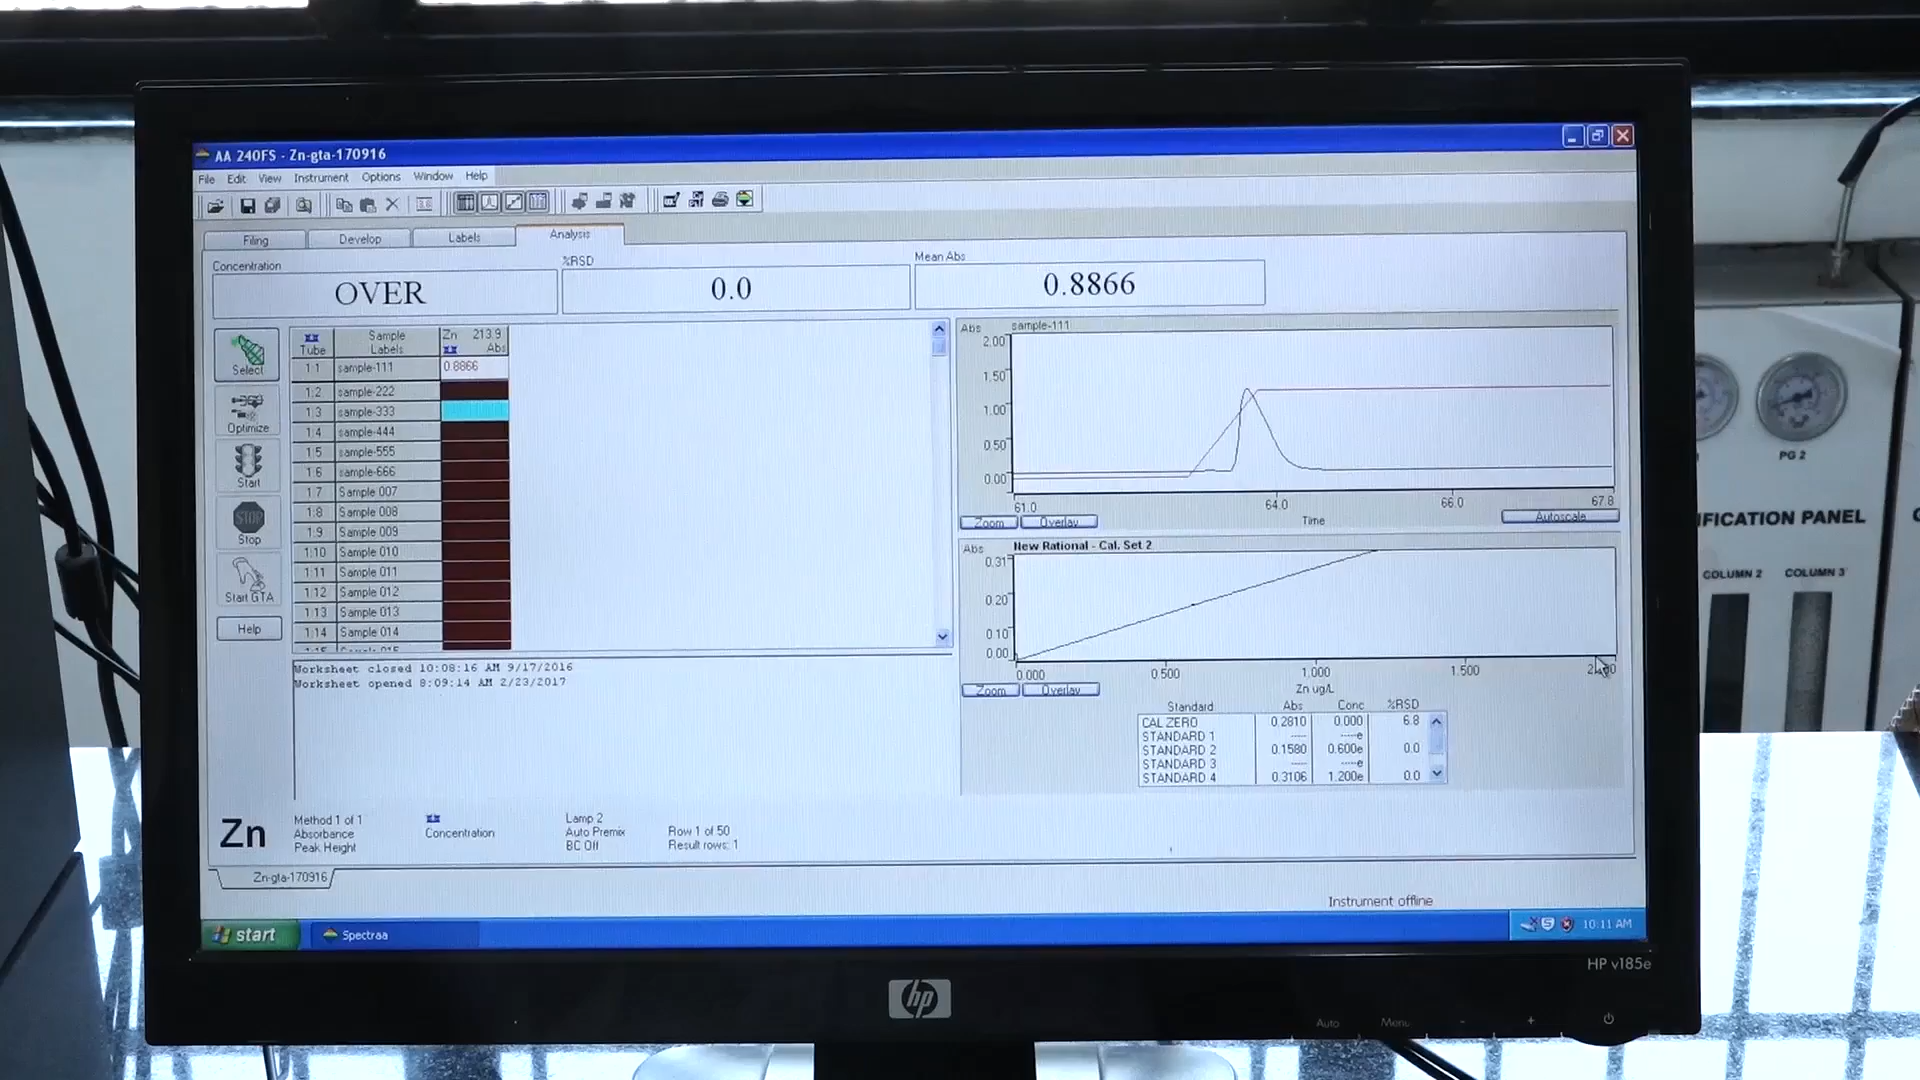 AA 240FS - Zn-gta-170916
File Edit View Instrument Options Window Help
Filing Develop Labels Analysis
Concentration %RSD Mean Abs
OVER 0.0 0.8866
Select
Optimize
Start
STOP
Stop
Start GTA
Help
Tube Sample Labels Zn 213.9 Abs
1:1 sample-111 0.8866
1:2 sample-222
1:3 sample-333
1:4 sample-444
1:5 sample-555
1:6 sample-666
1:7 Sample 007
1:8 Sample 008
1:9 Sample 009
1:10 Sample 010
1:11 Sample 011
1:12 Sample 012
1:13 Sample 013
1:14 Sample 014
Abs sample-111
2.00
1.50
1.00
0.50
0.00
61.0 64.0 66.0 67.8
Zoom Overlay Time Autoscale
Abs New Rational - Cal. Set 2
0.31
0.20
0.10
0.00
0.000 0.500 1.000 1.500
Zoom Overlay Zn ug/L
Standard Abs Conc %RSD
CAL ZERO 0.2810 0.000 6.8
STANDARD 1 ----- -----e
STANDARD 2 0.1580 0.600e 0.0
STANDARD 3 ----- -----e
STANDARD 4 0.3106 1.200e 0.0
Worksheet closed 10:08:16 AM 9/17/2016
Worksheet opened 8:09:14 AM 2/23/2017
Zn
Method 1 of 1
Absorbance
Peak Height
Concentration
Lamp 2
Auto Premix
BC Off
Row 1 of 50
Result rows: 1
Zn-gta-170916
Instrument offline
start Spectraa 10:11 AM
HP v185e
hp
Auto Menu - +
PG 2
IFICATION PANEL
COLUMN 2 COLUMN 3